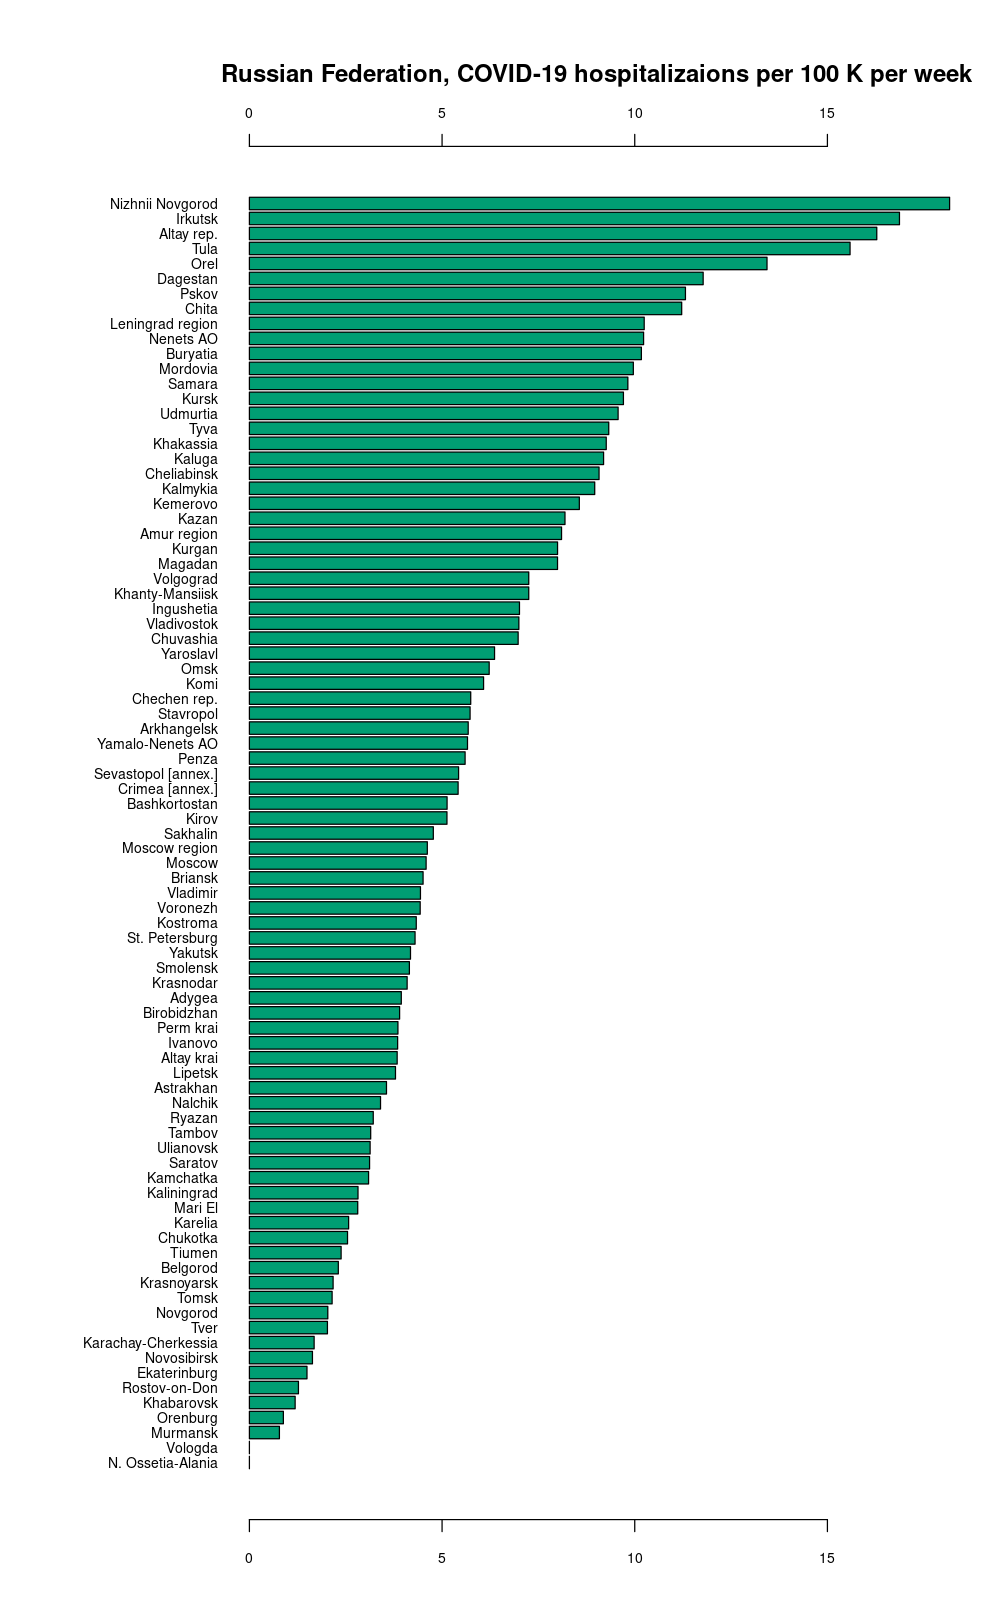 Russian Federation, COVID-19 hospitalizaions per 100 K per week
0 5 10 15
Nizhnii Novgorod
Irkutsk
Altay rep.
Tula
Orel
Dagestan
Pskov
Chita
Leningrad region
Nenets AO
Buryatia
Mordovia
Samara
Kursk
Udmurtia
Tyva
Khakassia
Kaluga
Cheliabinsk
Kalmykia
Kemerovo
Kazan
Amur region
Kurgan
Magadan
Volgograd
Khanty-Mansiisk
Ingushetia
Vladivostok
Chuvashia
Yaroslavl
Omsk
Komi
Chechen rep.
Stavropol
Arkhangelsk
Yamalo-Nenets AO
Penza
Sevastopol [annex.]
Crimea [annex.]
Bashkortostan
Kirov
Sakhalin
Moscow region
Moscow
Briansk
Vladimir
Voronezh
Kostroma
St. Petersburg
Yakutsk
Smolensk
Krasnodar
Adygea
Birobidzhan
Perm krai
Ivanovo
Altay krai
Lipetsk
Astrakhan
Nalchik
Ryazan
Tambov
Ulianovsk
Saratov
Kamchatka
Kaliningrad
Mari El
Karelia
Chukotka
Tiumen
Belgorod
Krasnoyarsk
Tomsk
Novgorod
Tver
Karachay-Cherkessia
Novosibirsk
Ekaterinburg
Rostov-on-Don
Khabarovsk
Orenburg
Murmansk
Vologda
N. Ossetia-Alania
0 5 10 15